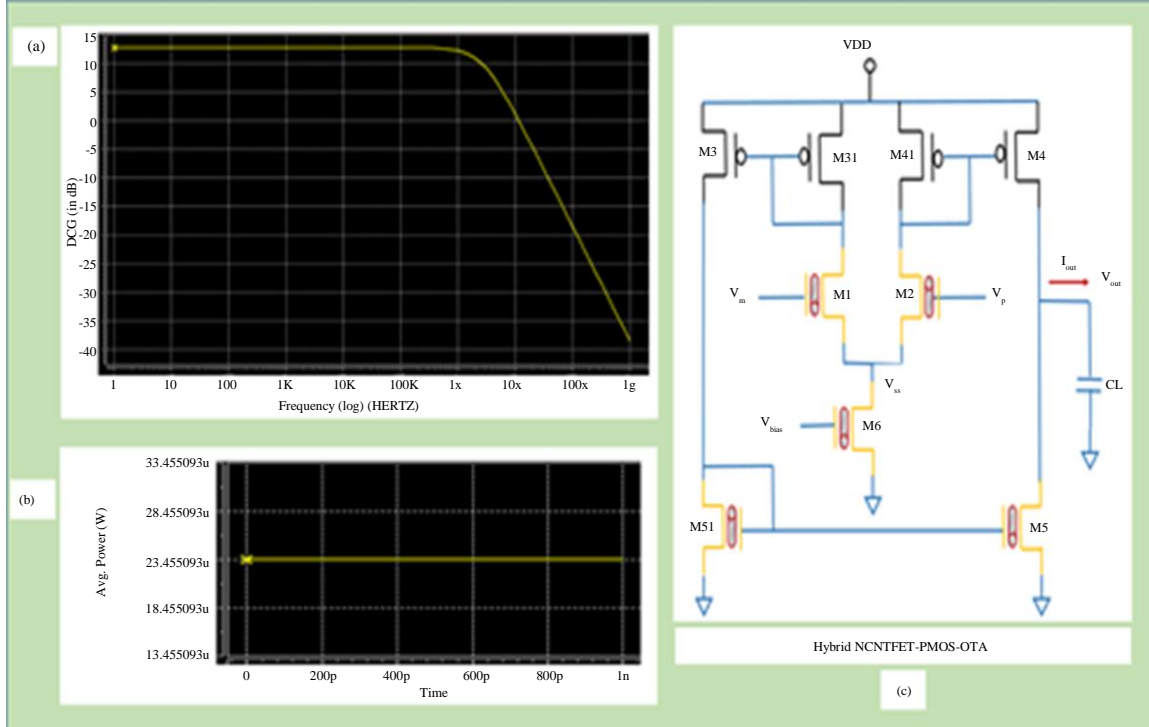 (a)
15
10
5
0
-5
-10
-15
-20
-25
-30
-35
-40
DCG (in dB)
1 10 100 1K 10K 100K 1x 10x 100x 1g
Frequency (log) (HERTZ)
(b)
33.455093u
28.455093u
23.455093u
18.455093u
13.455093u
Avg. Power (W)
0 200p 400p 600p 800p 1n
Time
VDD
M3 M31 M41 M4
Iout Vout
Vm M1 M2 Vp
CL
Vss
Vbias M6
M51 M5
Hybrid NCNTFET-PMOS-OTA
(c)